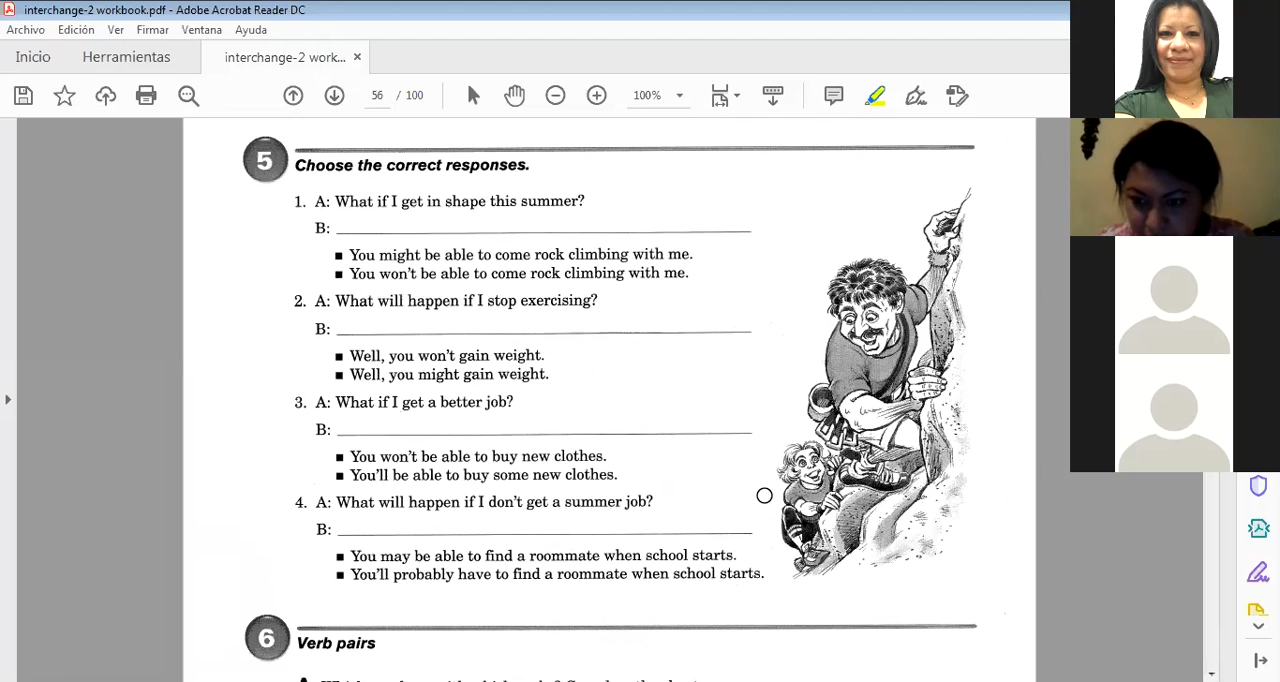 interchange-2 workbook.pdf - Adobe Acrobat Reader DC
Archivo Edición Ver Firmar Ventana Ayuda
Inicio Herramientas interchange-2 work... ×
56 / 100 100%
5 Choose the correct responses.
1. A: What if I get in shape this summer?
B:
■ You might be able to come rock climbing with me.
■ You won't be able to come rock climbing with me.
2. A: What will happen if I stop exercising?
B:
■ Well, you won't gain weight.
■ Well, you might gain weight.
3. A: What if I get a better job?
B:
■ You won't be able to buy new clothes.
■ You'll be able to buy some new clothes.
4. A: What will happen if I don't get a summer job?
B:
■ You may be able to find a roommate when school starts.
■ You'll probably have to find a roommate when school starts.
6 Verb pairs